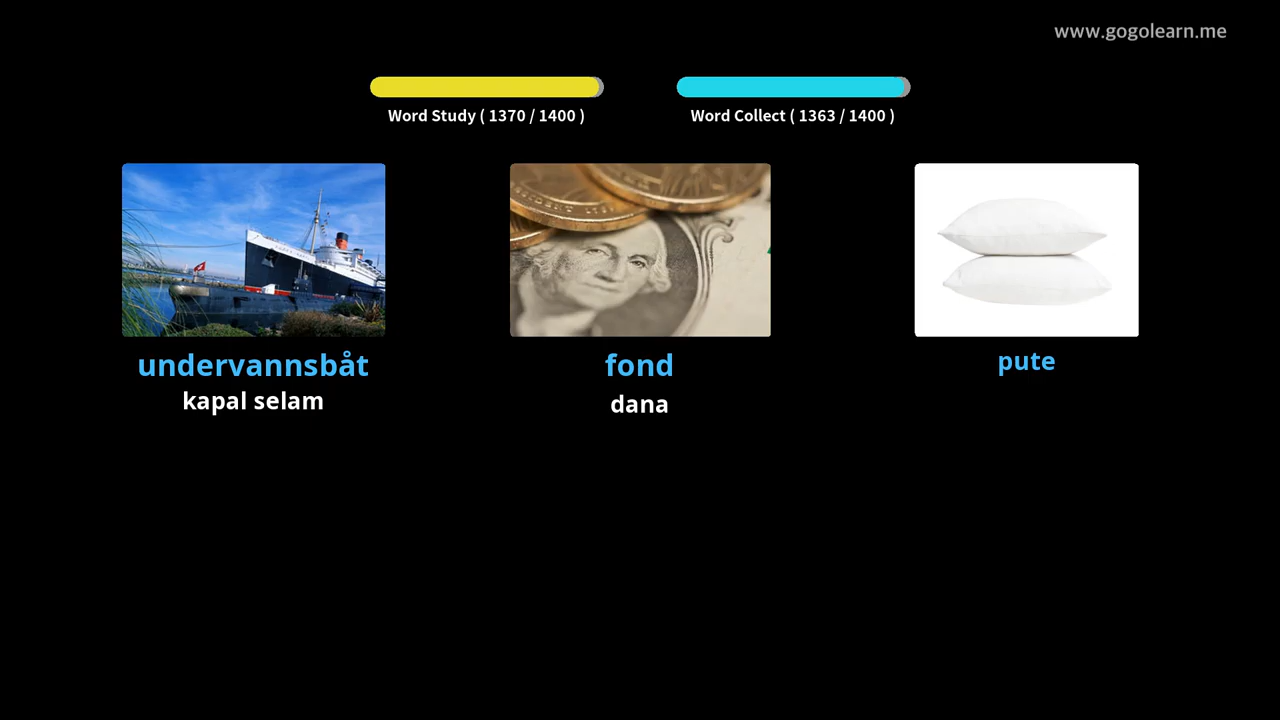 www.gogolearn.me
Word Study ( 1370 / 1400 )
Word Collect ( 1363 / 1400 )
undervannsbåt
kapal selam
fond
dana
pute